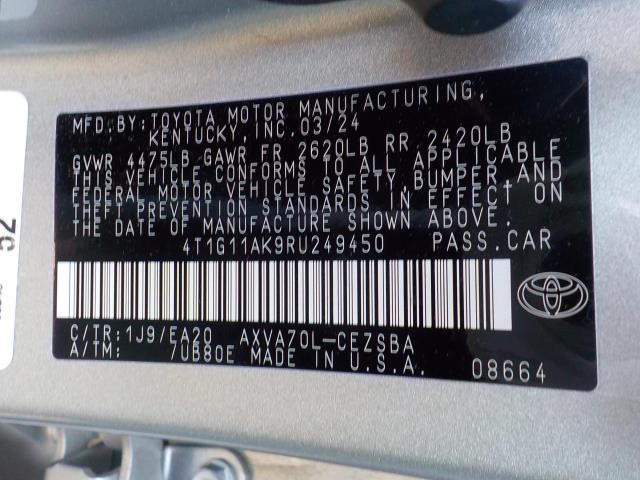 MFD. BY: TOYOTA MOTOR MANUFACTURING,
KENTUCKY, INC. 03/24
GVWR 4475LB GAWR FR 2620LB RR 2420LB
THIS VEHICLE CONFORMS TO ALL APPLICABLE
FEDERAL MOTOR VEHICLE SAFETY, BUMPER AND
THEFT PREVENTION STANDARDS IN EFFECT ON
THE DATE OF MANUFACTURE SHOWN ABOVE.
4T1G11AK9RU249450 PASS.CAR
C/TR: 1J9/EA20 AXVA70L-CEZSBA
A/TM: 7UB80E MADE IN U.S.A.
08664
52